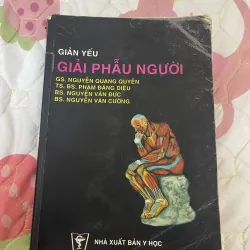 GIẢN YẾU
GIẢI PHẪU NGƯỜI
GS. NGUYỄN QUANG QUYỀN
TS. BS. PHẠM ĐĂNG DIỆU
BS. NGUYỄN VĂN ĐỨC
BS. NGUYỄN VĂN CƯỜNG
NHÀ XUẤT BẢN Y HỌC